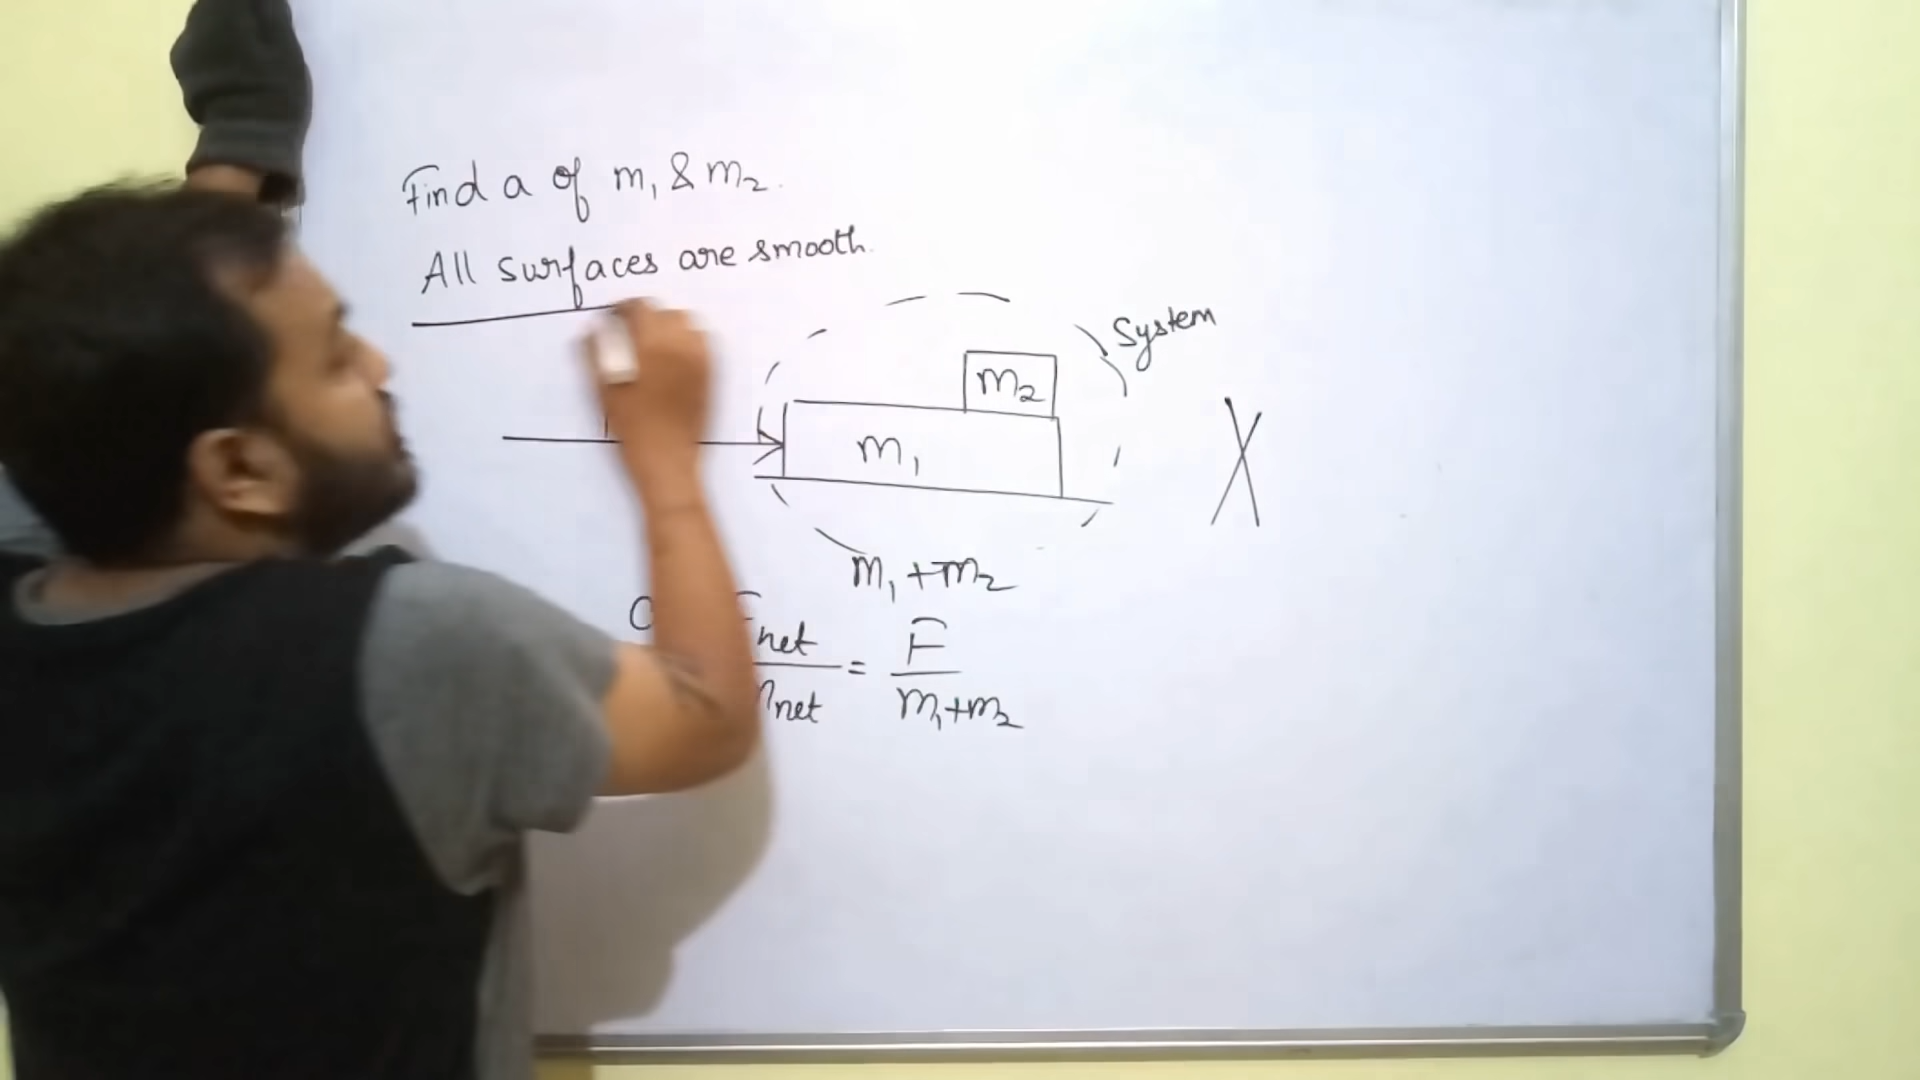 Find a of m₁ & m₂.
All surfaces are smooth.
System
m₂
m₁
m₁ + m₂
net = F
net m₁+m₂